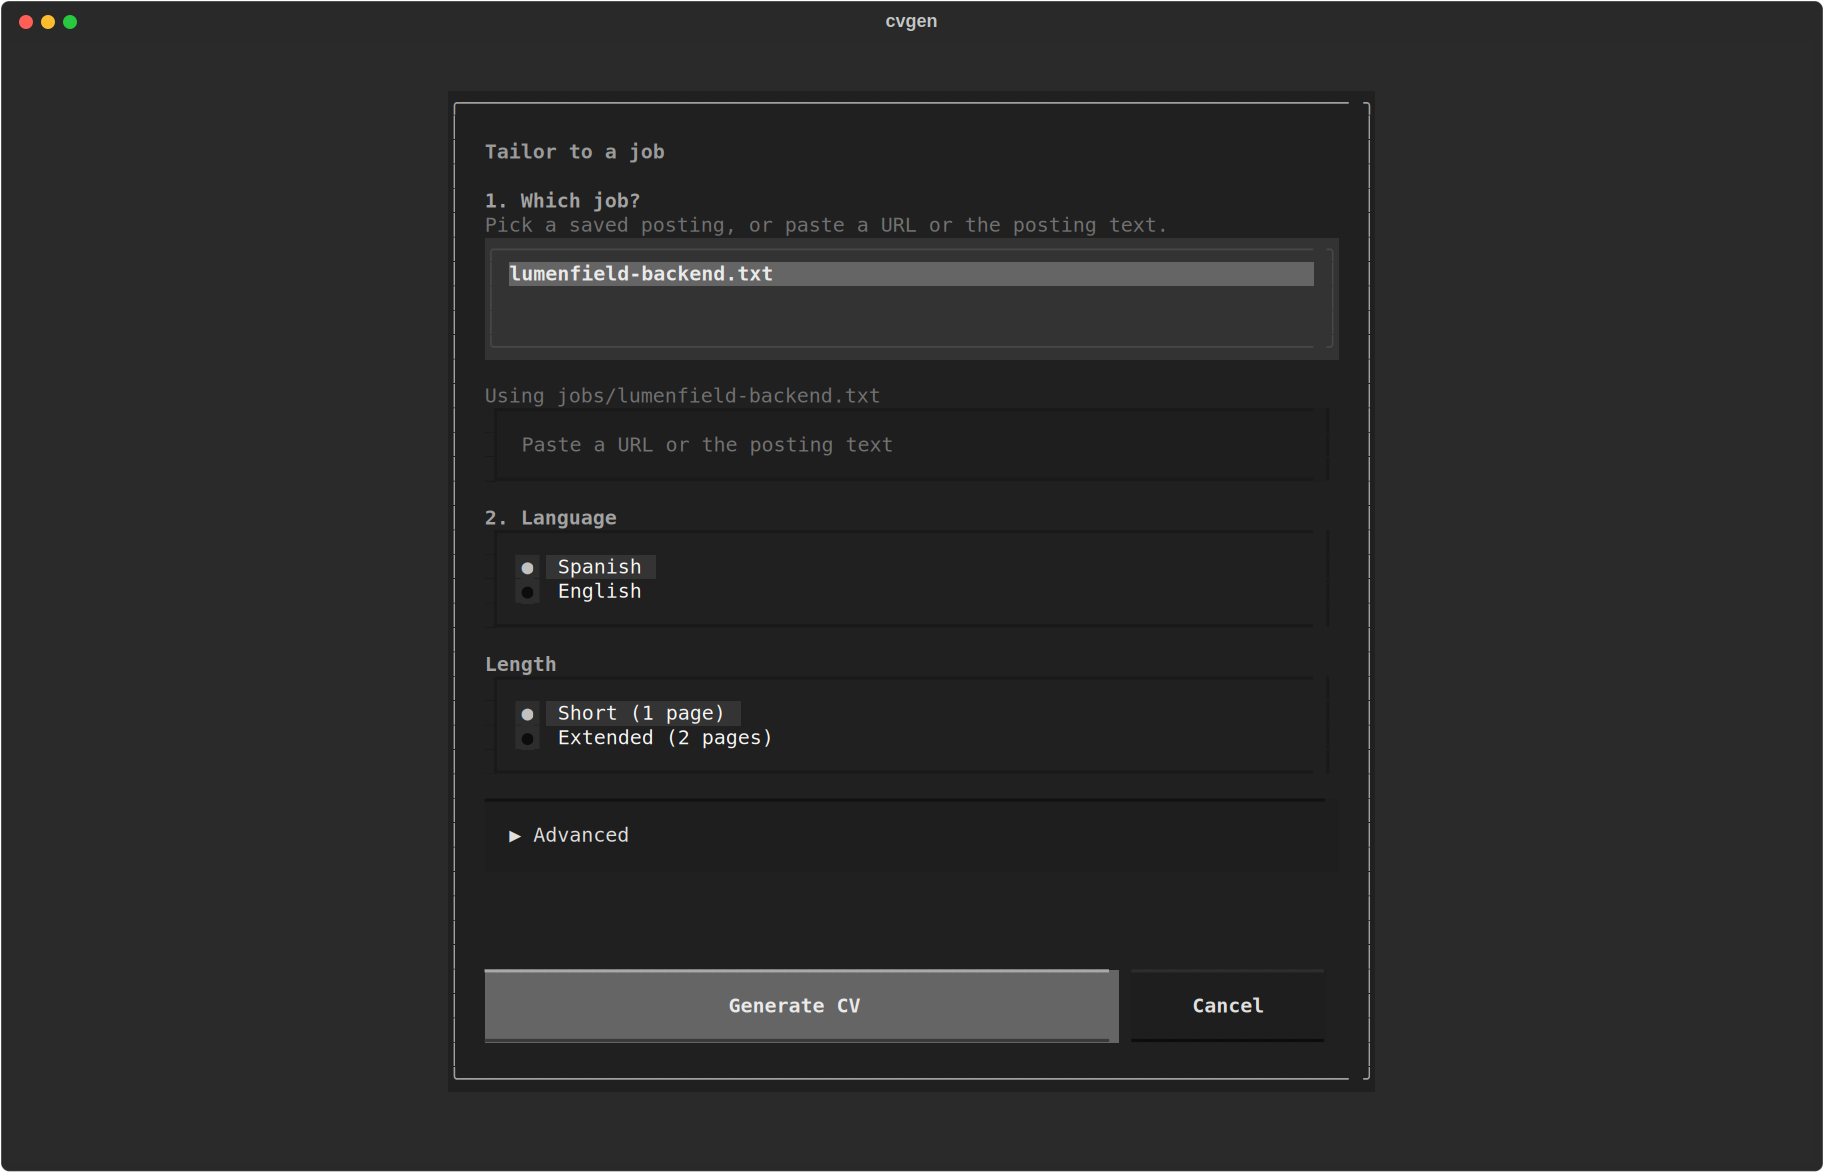 cvgen
Tailor to a job
1. Which job?
Pick a saved posting, or paste a URL or the posting text.
lumenfield-backend.txt
Using jobs/lumenfield-backend.txt
Paste a URL or the posting text
2. Language
● Spanish
● English
Length
● Short (1 page)
● Extended (2 pages)
▶ Advanced
Generate CV Cancel